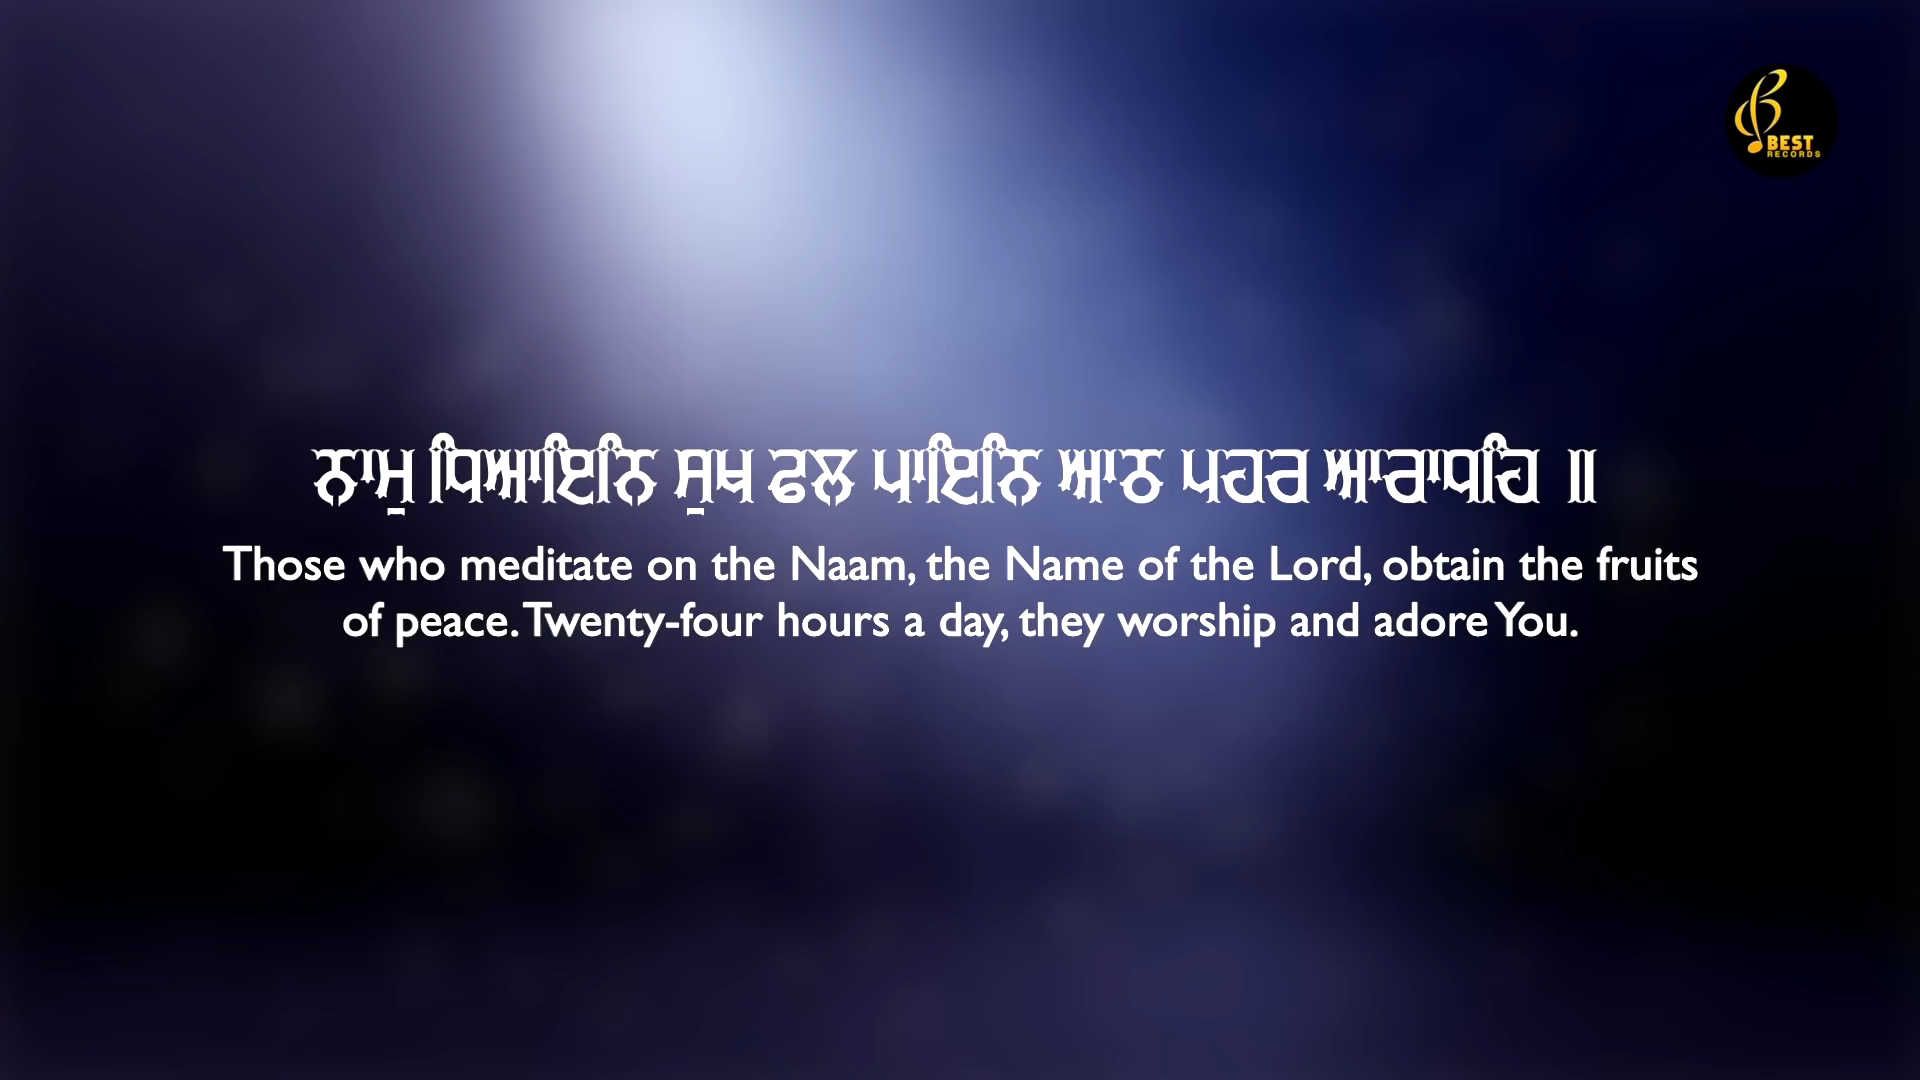 BEST
RECORDS
ਨਾਮੁ ਧਿਆਇਨਿ ਸੁਖ ਫਲ ਪਾਇਨਿ ਆਠ ਪਹਰ ਆਰਾਧਹਿ ॥
Those who meditate on the Naam, the Name of the Lord, obtain the fruits
of peace. Twenty-four hours a day, they worship and adore You.